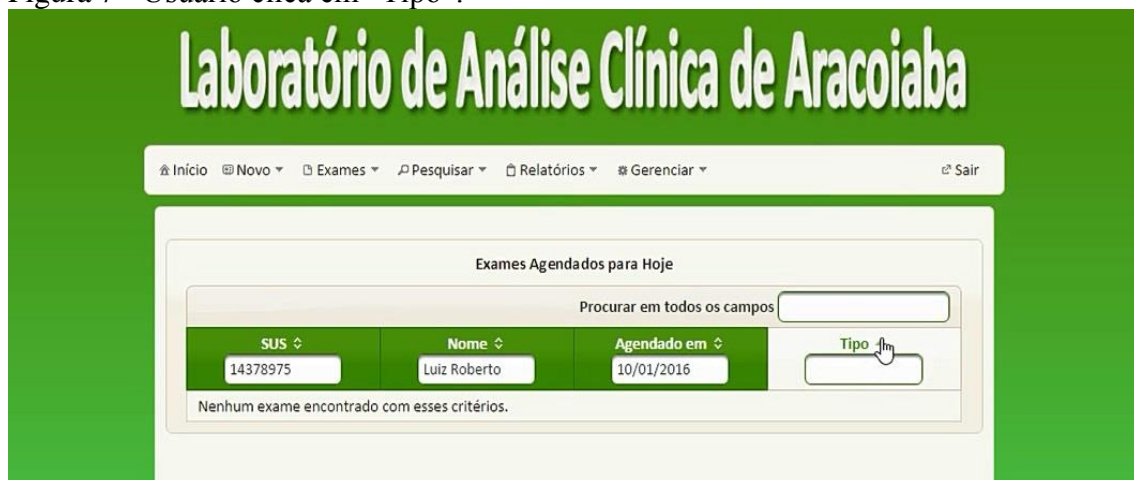 Figura 7 - Usuário clica em "Tipo".
Laboratório de Análise Clínica de Aracoiaba
Início Novo Exames Pesquisar Relatórios Gerenciar Sair
Exames Agendados para Hoje
Procurar em todos os campos
SUS Nome Agendado em Tipo
14378975 Luiz Roberto 10/01/2016
Nenhum exame encontrado com esses critérios.